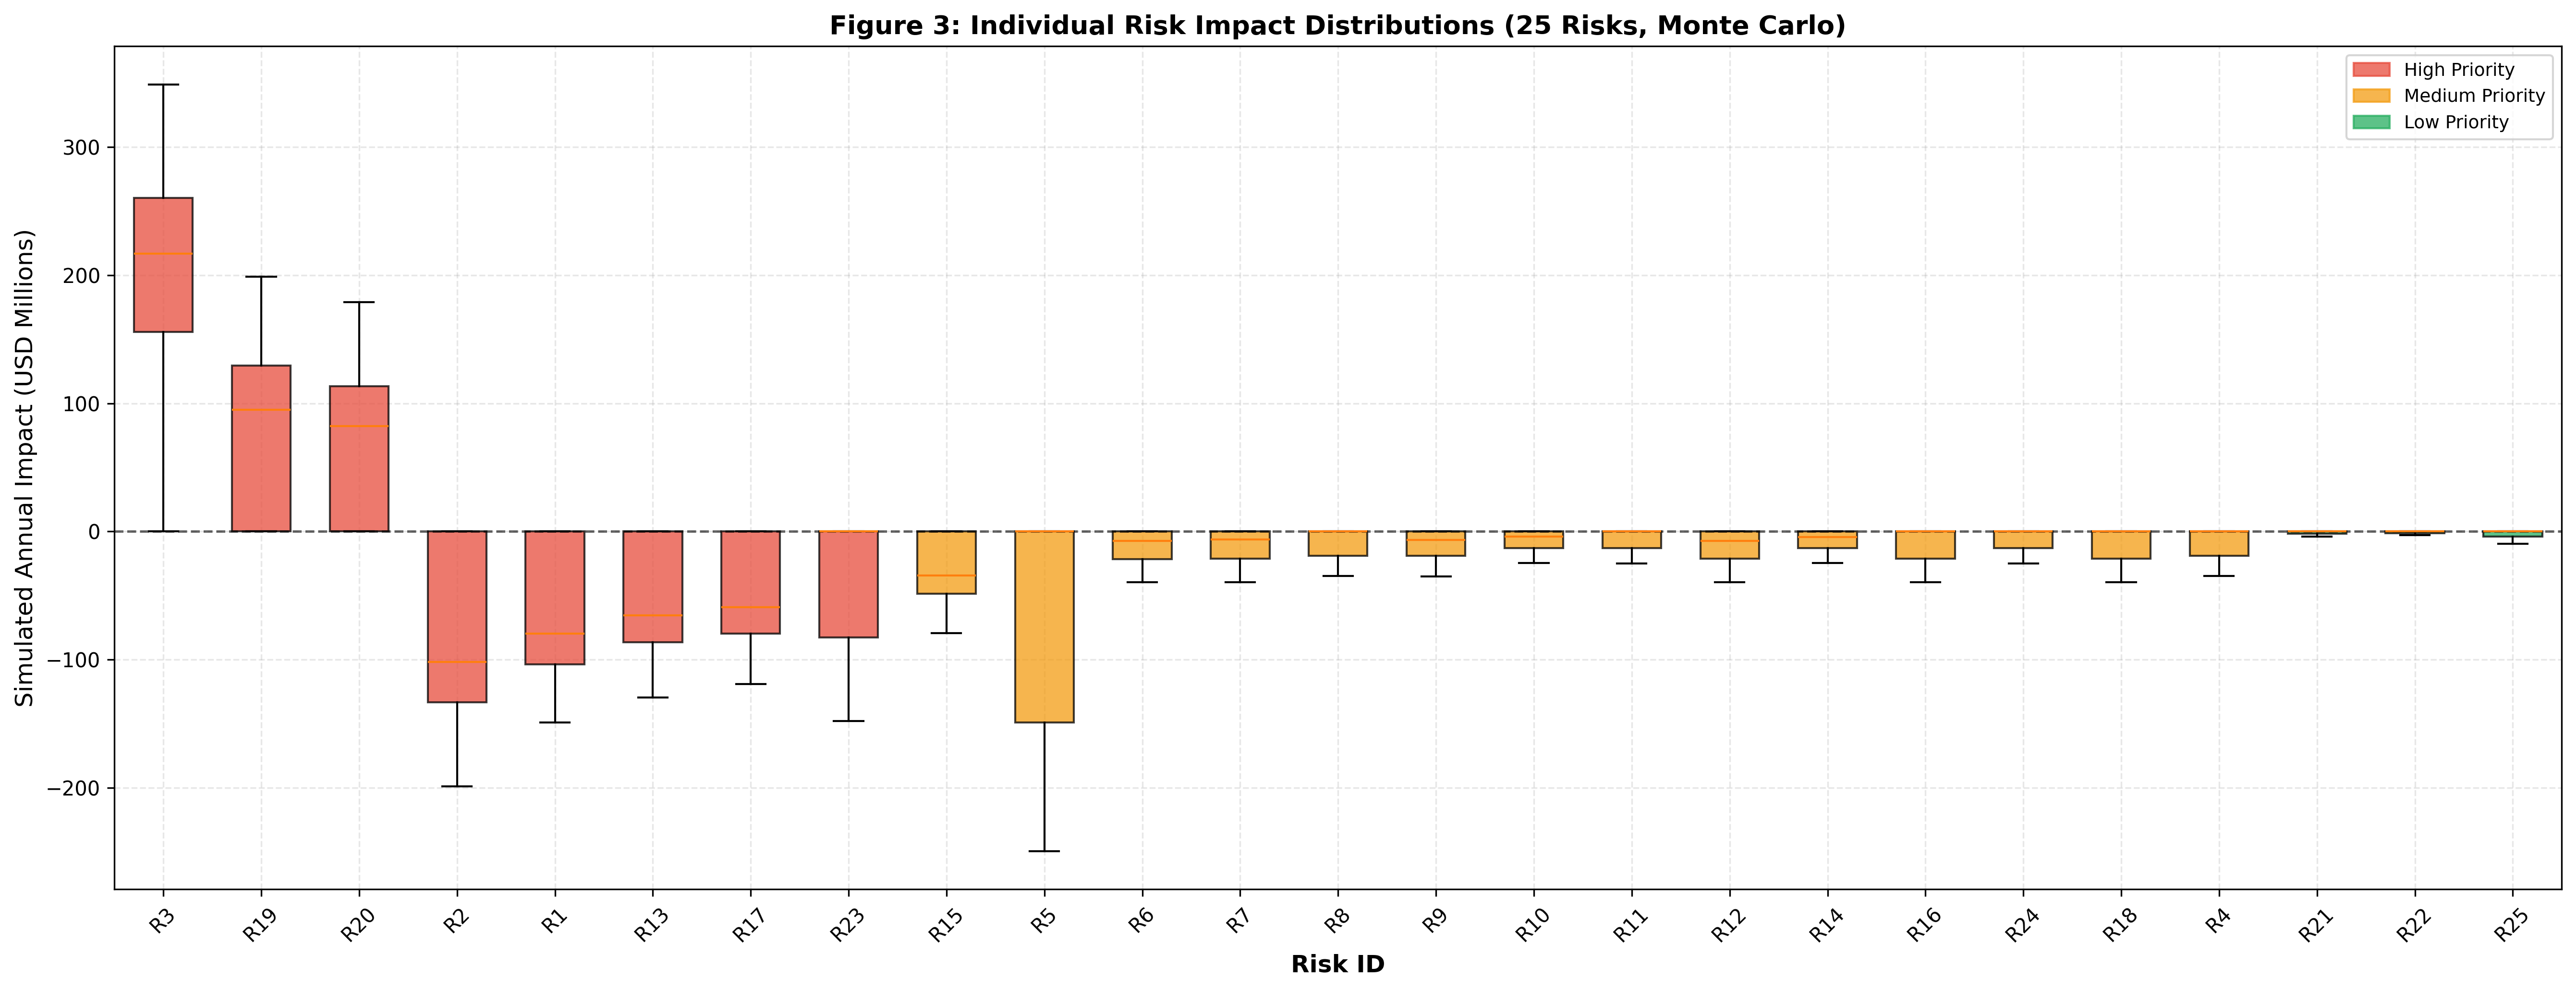 Figure 3: Individual Risk Impact Distributions (25 Risks, Monte Carlo)
High Priority
Medium Priority
Low Priority
Simulated Annual Impact (USD Millions)
300
200
100
0
−100
−200
R3
R19
R20
R2
R1
R13
R17
R23
R15
R5
R6
R7
R8
R9
R10
R11
R12
R14
R16
R24
R18
R4
R21
R22
R25
Risk ID